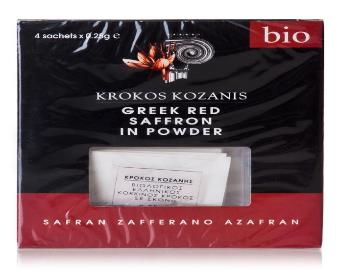 4 sachets x 0.25g ℮
bio
KROKOS KOZANIS
GREEK RED
SAFFRON
IN POWDER
ΚΡΟΚΟΣ ΚΟΖΑΝΗΣ
ΒΙΟΛΟΓΙΚΟΣ
ΕΛΛΗΝΙΚΟΣ
ΚΟΚΚΙΝΟΣ ΚΡΟΚΟΣ
ΣΕ ΣΚΟΝΗ
SAFRAN ZAFFERANO AZAFRAN